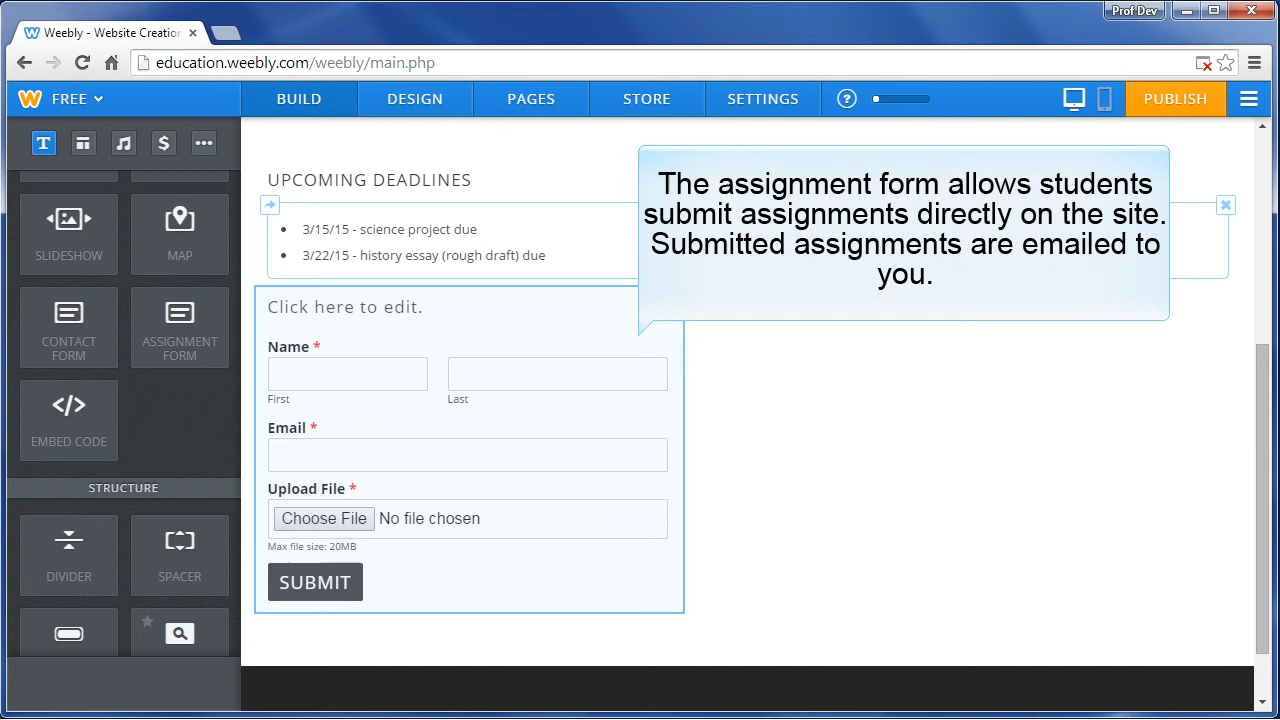 Prof Dev
Weebly - Website Creation
education.weebly.com/weebly/main.php
FREE
BUILD
DESIGN
PAGES
STORE
SETTINGS
?
PUBLISH
T
$
UPCOMING DEADLINES
3/15/15 - science project due
3/22/15 - history essay (rough draft) due
The assignment form allows students
submit assignments directly on the site.
Submitted assignments are emailed to
you.
SLIDESHOW
MAP
CONTACT
FORM
ASSIGNMENT
FORM
</>
EMBED CODE
STRUCTURE
DIVIDER
SPACER
Click here to edit.
Name *
First
Last
Email *
Upload File *
Choose File No file chosen
Max file size: 20MB
SUBMIT